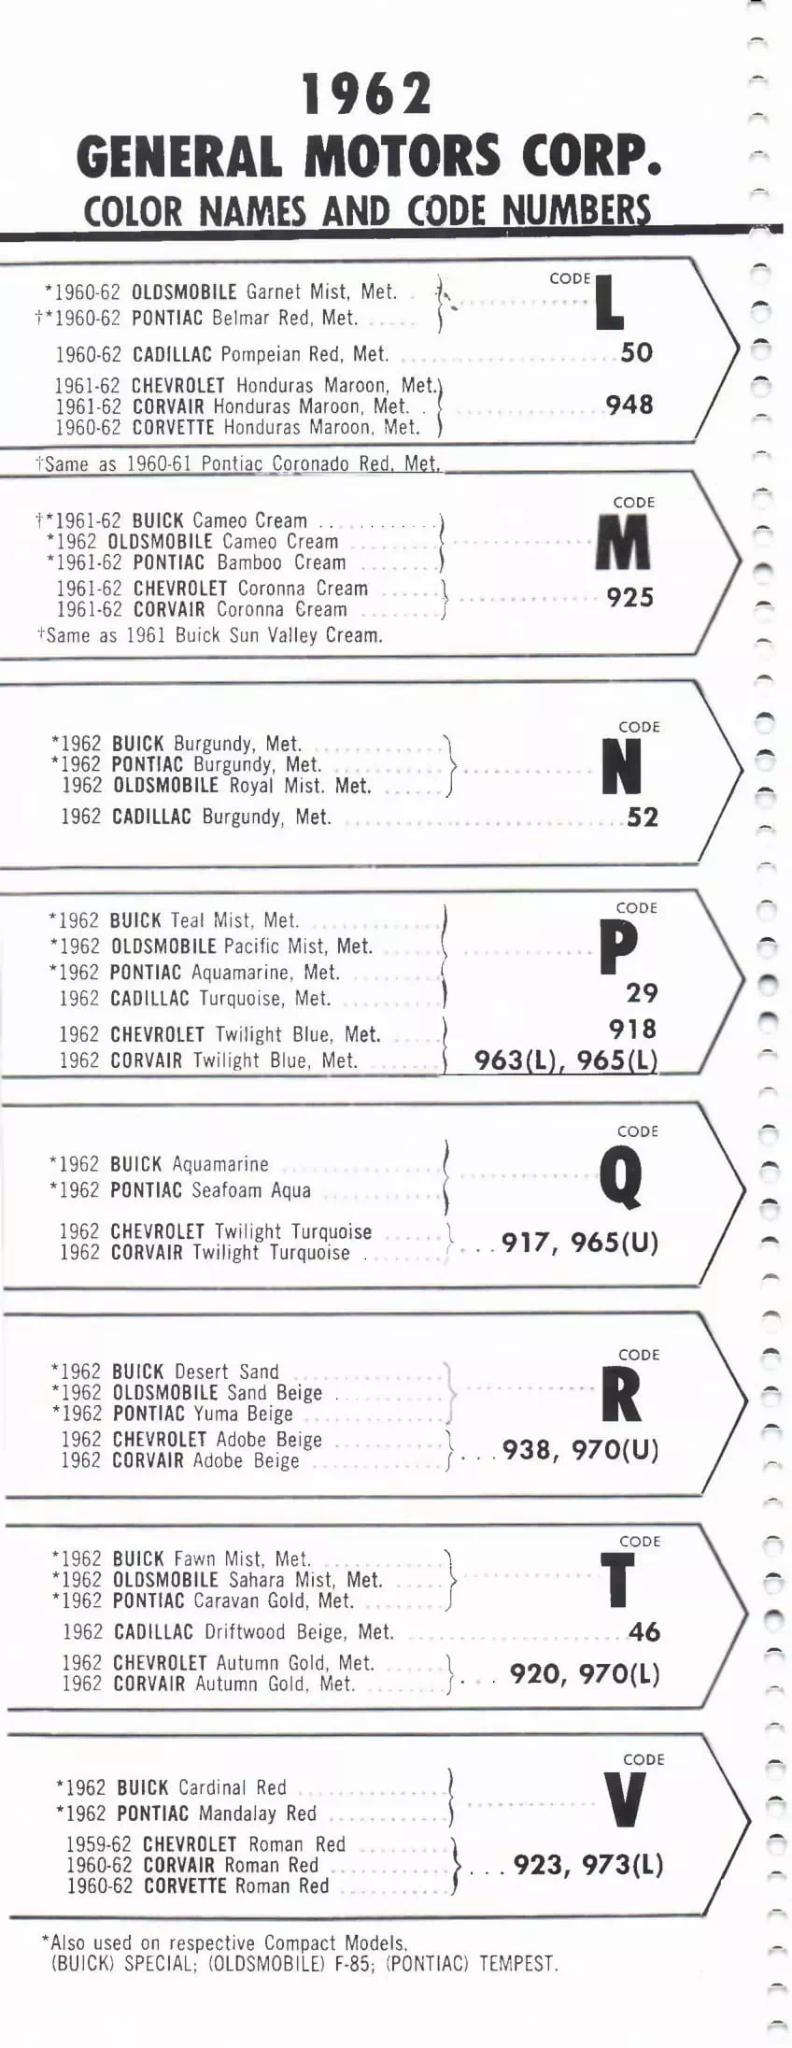 1962
GENERAL MOTORS CORP.
COLOR NAMES AND CODE NUMBERS
CODE
*1960-62 OLDSMOBILE Garnet Mist, Met. . L
†*1960-62 PONTIAC Belmar Red, Met. .....
1960-62 CADILLAC Pompeian Red, Met. ..... 50
1961-62 CHEVROLET Honduras Maroon, Met.
1961-62 CORVAIR Honduras Maroon, Met. . ..... 948
1960-62 CORVETTE Honduras Maroon, Met.
†Same as 1960-61 Pontiac Coronado Red, Met.
CODE
†*1961-62 BUICK Cameo Cream ............
*1962 OLDSMOBILE Cameo Cream ........ M
*1961-62 PONTIAC Bamboo Cream ........
1961-62 CHEVROLET Coronna Cream ......
1961-62 CORVAIR Coronna Cream ........ 925
†Same as 1961 Buick Sun Valley Cream.
CODE
*1962 BUICK Burgundy, Met. ............
*1962 PONTIAC Burgundy, Met. .......... N
1962 OLDSMOBILE Royal Mist. Met. ......
1962 CADILLAC Burgundy, Met. .......... 52
CODE
*1962 BUICK Teal Mist, Met. ............
*1962 OLDSMOBILE Pacific Mist, Met. ..... P
*1962 PONTIAC Aquamarine, Met. ........
1962 CADILLAC Turquoise, Met. ........ 29
1962 CHEVROLET Twilight Blue, Met. .... 918
1962 CORVAIR Twilight Blue, Met. ...... 963(L), 965(L)
CODE
*1962 BUICK Aquamarine ............
*1962 PONTIAC Seafoam Aqua .......... Q
1962 CHEVROLET Twilight Turquoise ..... ... 917, 965(U)
1962 CORVAIR Twilight Turquoise .
CODE
*1962 BUICK Desert Sand ............
*1962 OLDSMOBILE Sand Beige . R
*1962 PONTIAC Yuma Beige ..........
1962 CHEVROLET Adobe Beige ........ ... 938, 970(U)
1962 CORVAIR Adobe Beige ..........
CODE
*1962 BUICK Fawn Mist, Met. ..........
*1962 OLDSMOBILE Sahara Mist, Met. ..... T
*1962 PONTIAC Caravan Gold, Met. ......
1962 CADILLAC Driftwood Beige, Met. ..... 46
1962 CHEVROLET Autumn Gold, Met. ..... ... 920, 970(L)
1962 CORVAIR Autumn Gold, Met. ......
CODE
*1962 BUICK Cardinal Red ............
*1962 PONTIAC Mandalay Red .......... V
1959-62 CHEVROLET Roman Red ........
1960-62 CORVAIR Roman Red .......... ... 923, 973(L)
1960-62 CORVETTE Roman Red ........
*Also used on respective Compact Models.
(BUICK) SPECIAL; (OLDSMOBILE) F-85; (PONTIAC) TEMPEST.